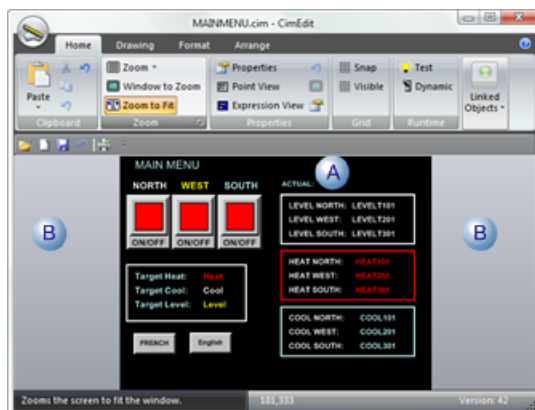 MAINMENU.cim - CimEdit
Home Drawing Format Arrange
Paste
Clipboard
Zoom
Window to Zoom
Zoom to Fit
Zoom
Properties
Point View
Expression View
Properties
Snap
Visible
Grid
Test
Dynamic
Runtime
Linked
Objects
MAIN MENU
A
ACTUAL:
NORTH WEST SOUTH
ON/OFF ON/OFF ON/OFF
B
B
LEVEL NORTH: LEVELT101
LEVEL WEST: LEVELT201
LEVEL SOUTH: LEVELT301
HEAT NORTH: HEAT101
HEAT WEST: HEAT201
HEAT SOUTH: HEAT301
Target Heat: Heat
Target Cool: Cool
Target Level: Level
COOL NORTH: COOL101
COOL WEST: COOL201
COOL SOUTH: COOL301
FRENCH English
Zooms the screen to fit the window. 181,333 Version: 42